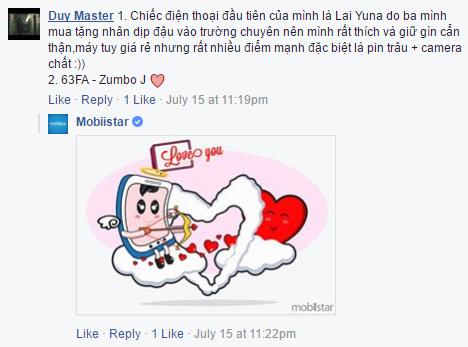 Duy Master 1. Chiếc điện thoại đầu tiên của mình là Lai Yuna do ba mình
mua tặng nhân dịp đậu vào trường chuyên nên mình rất thích và giữ gìn cẩn
thận,máy tuy giá rẻ nhưng rất nhiều điểm mạnh đặc biệt là pin trâu + camera
chất :))
2. 63FA - Zumbo J
Like · Reply · 1 Like · July 15 at 11:19pm
mobiistar
Mobiistar
Love you
mobiistar
Like · Reply · 1 Like · July 15 at 11:22pm